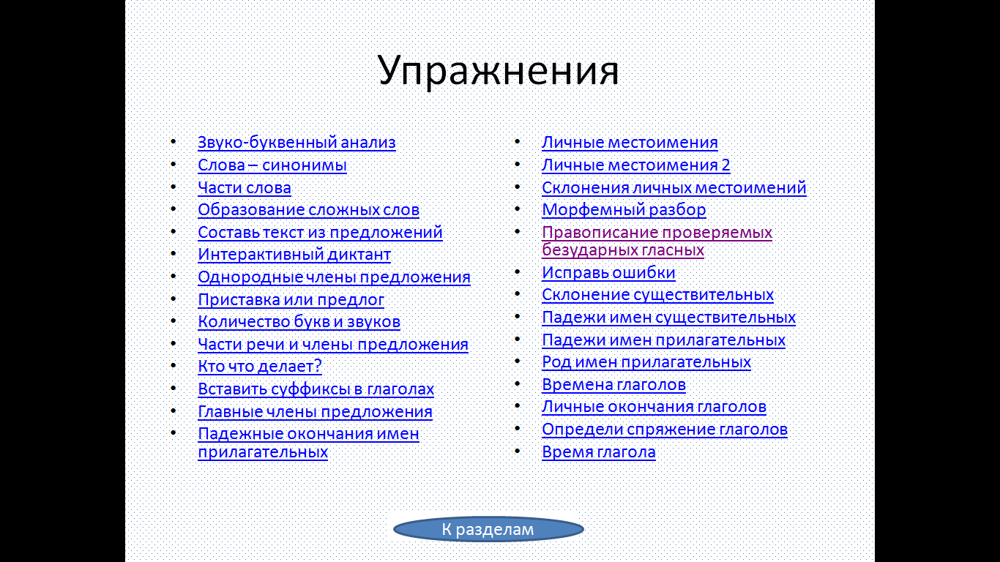 Упражнения
• Звуко-буквенный анализ
• Слова – синонимы
• Части слова
• Образование сложных слов
• Составь текст из предложений
• Интерактивный диктант
• Однородные члены предложения
• Приставка или предлог
• Количество букв и звуков
• Части речи и члены предложения
• Кто что делает?
• Вставить суффиксы в глаголах
• Главные члены предложения
• Падежные окончания имен
прилагательных
• Личные местоимения
• Личные местоимения 2
• Склонения личных местоимений
• Морфемный разбор
• Правописание проверяемых
безударных гласных
• Исправь ошибки
• Склонение существительных
• Падежи имен существительных
• Падежи имен прилагательных
• Род имен прилагательных
• Времена глаголов
• Личные окончания глаголов
• Определи спряжение глаголов
• Время глагола
К разделам